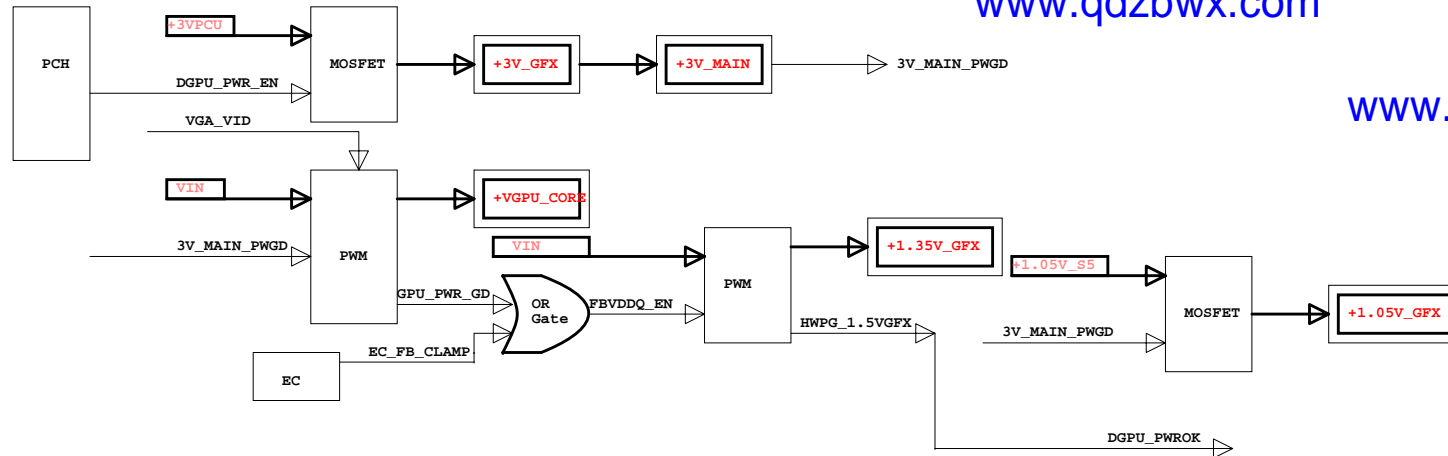 www.qdzbwx.com
+3VPCU
PCH
MOSFET
+3V_GFX
+3V_MAIN
3V_MAIN_PWGD
DGPU_PWR_EN
www.
VGA_VID
VIN
+VGPU_CORE
3V_MAIN_PWGD
PWM
VIN
+1.35V_GFX
+1.05V_S5
PWM
GPU_PWR_GD
OR
Gate
FBVDDQ_EN
MOSFET
+1.05V_GFX
HWPG_1.5VGFX
3V_MAIN_PWGD
EC_FB_CLAMP
EC
DGPU_PWROK